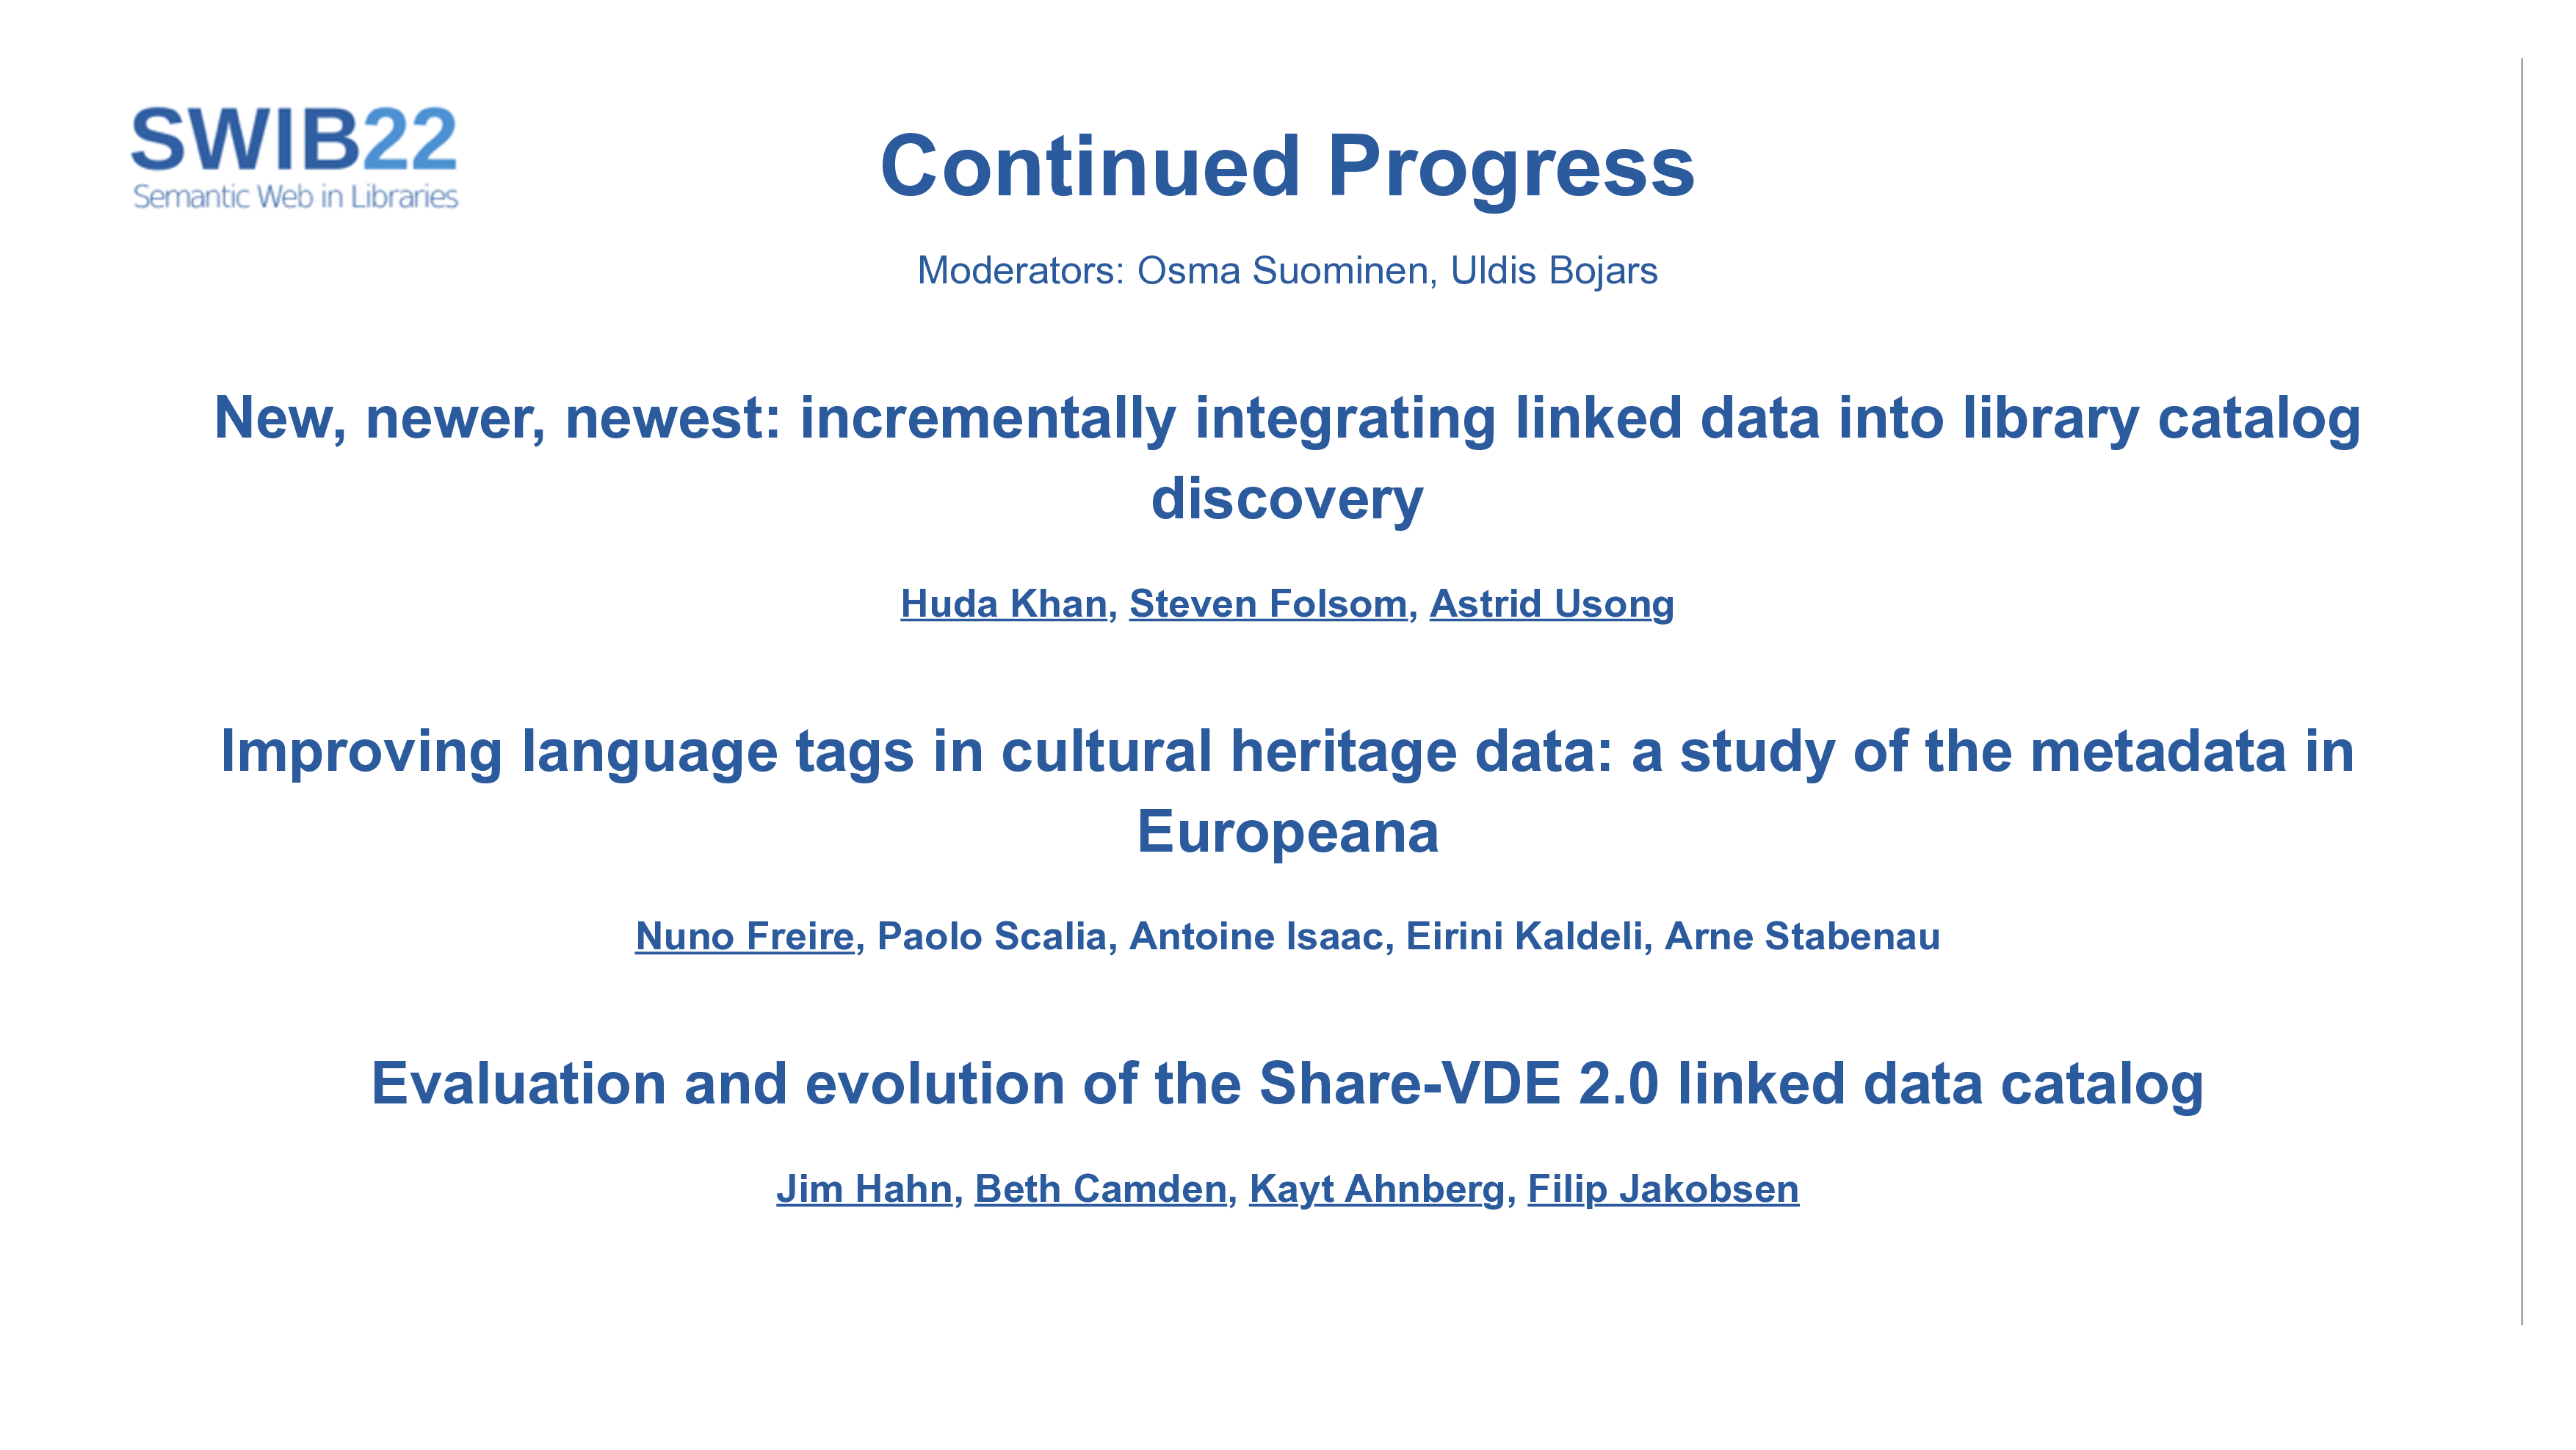 SWIB22
Semantic Web in Libraries
Continued Progress
Moderators: Osma Suominen, Uldis Bojars
New, newer, newest: incrementally integrating linked data into library catalog
discovery
Huda Khan, Steven Folsom, Astrid Usong
Improving language tags in cultural heritage data: a study of the metadata in
Europeana
Nuno Freire, Paolo Scalia, Antoine Isaac, Eirini Kaldeli, Arne Stabenau
Evaluation and evolution of the Share-VDE 2.0 linked data catalog
Jim Hahn, Beth Camden, Kayt Ahnberg, Filip Jakobsen